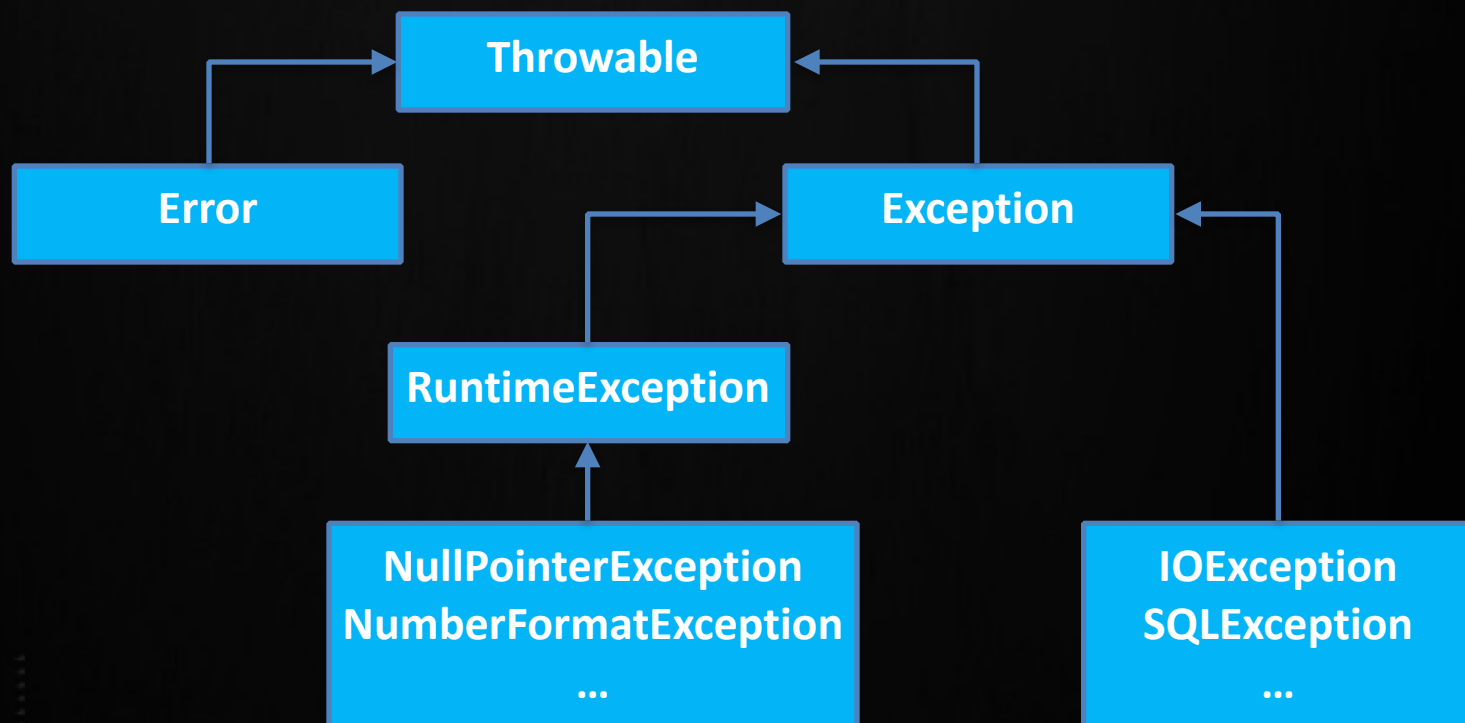 Throwable
Error
Exception
RuntimeException
NullPointerException
NumberFormatException
...
IOException
SQLException
...